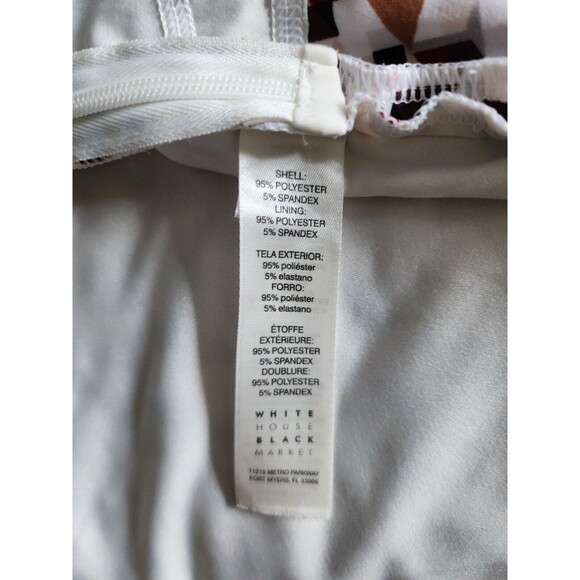 SHELL:
95% POLYESTER
5% SPANDEX
LINING:
95% POLYESTER
5% SPANDEX
TELA EXTERIOR:
95% poliéster
5% elastano
FORRO:
95% poliéster
5% elastano
ÉTOFFE
EXTÉRIEURE:
95% POLYESTER
5% SPANDEX
DOUBLURE:
95% POLYESTER
5% SPANDEX
WHITE
HOUSE
BLACK
MARKET
11215 METRO PARKWAY
FORT MYERS, FL 33966